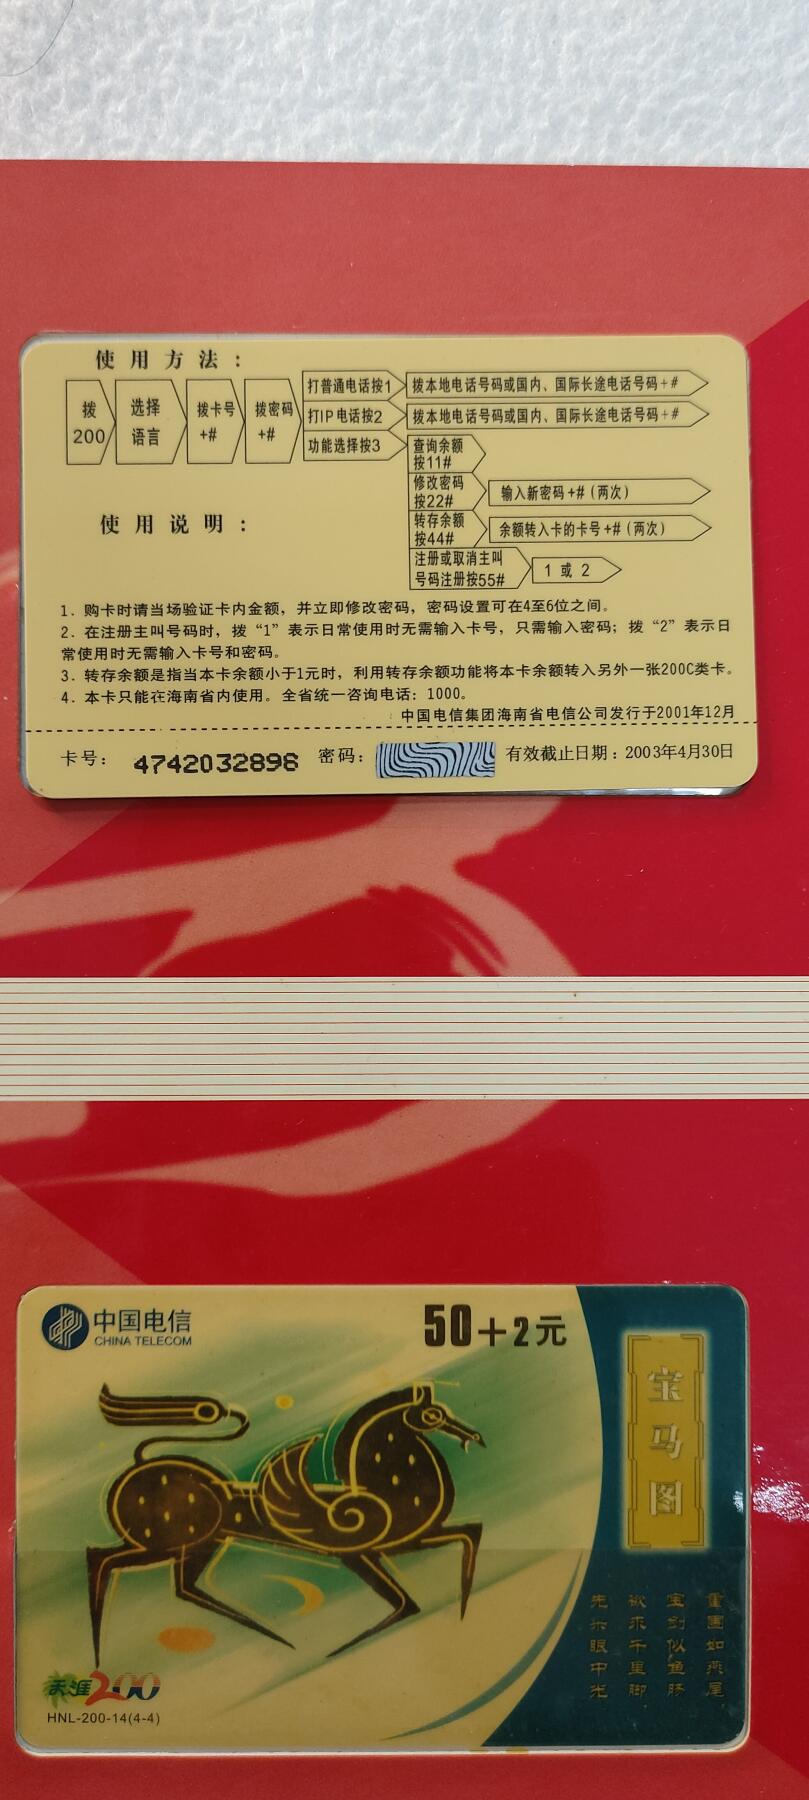 使用方法：
拨
200
选择
语言
拨卡号
+#
拨密码
+#
打普通电话按1
拨本地电话号码或国内、国际长途电话号码+#
打IP电话按2
拨本地电话号码或国内、国际长途电话号码+#
功能选择按3
查询余额
按11#
修改密码
按22#
输入新密码+#(两次)
转存余额
按44#
余额转入卡的卡号+#(两次)
注册或取消主叫
号码注册按55#
1 或 2
使用说明：
1. 购卡时请当场验证卡内金额，并立即修改密码，密码设置可在4至6位之间。
2. 在注册主叫号码时，拨“1”表示日常使用时无需输入卡号，只需输入密码；拨“2”表示日
常使用时无需输入卡号和密码。
3. 转存余额是指当本卡余额小于1元时，利用转存余额功能将本卡余额转入另外一张200C类卡。
4. 本卡只能在海南省内使用。全省统一咨询电话：1000。
中国电信集团海南省电信公司发行于2001年12月
卡号：4742032898 密码： 有效截止日期：2003年4月30日
中国电信
CHINA TELECOM
50+2元
宝马图
重围如燕尾
宝剑似鱼肠
欲求千里脚
先求眼中光
天涯200
HNL-200-14(4-4)